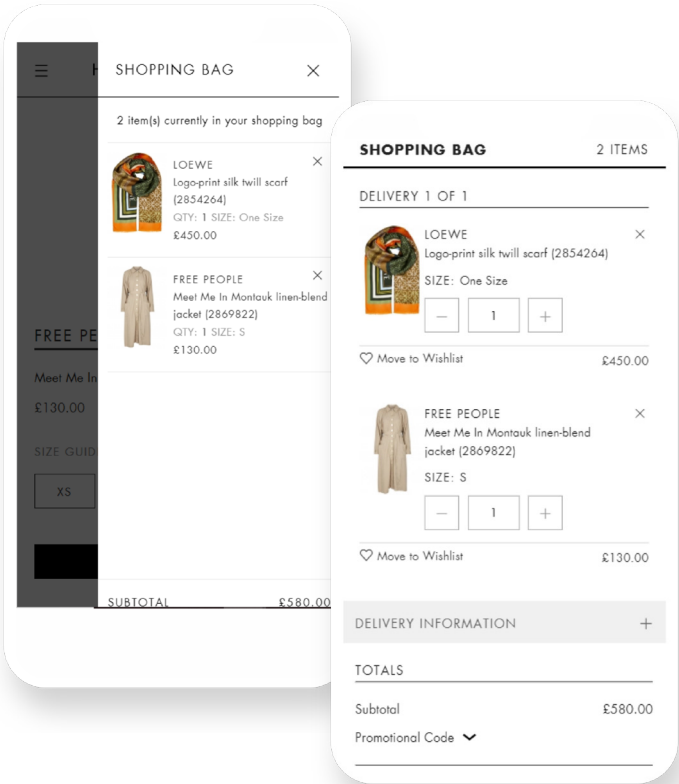 SHOPPING BAG
2 item(s) currently in your shopping bag
LOEWE
Logo-print silk twill scarf
(2854264)
QTY: 1 SIZE: One Size
£450.00
FREE PEOPLE
Meet Me In Montauk linen-blend
jacket (2869822)
QTY: 1 SIZE: S
£130.00
SUBTOTAL £580.00
FREE PE
Meet Me In
£130.00
SIZE GUID
XS
SHOPPING BAG 2 ITEMS
DELIVERY 1 OF 1
LOEWE
Logo-print silk twill scarf (2854264)
SIZE: One Size
1
Move to Wishlist £450.00
FREE PEOPLE
Meet Me In Montauk linen-blend
jacket (2869822)
SIZE: S
1
Move to Wishlist £130.00
DELIVERY INFORMATION
TOTALS
Subtotal £580.00
Promotional Code